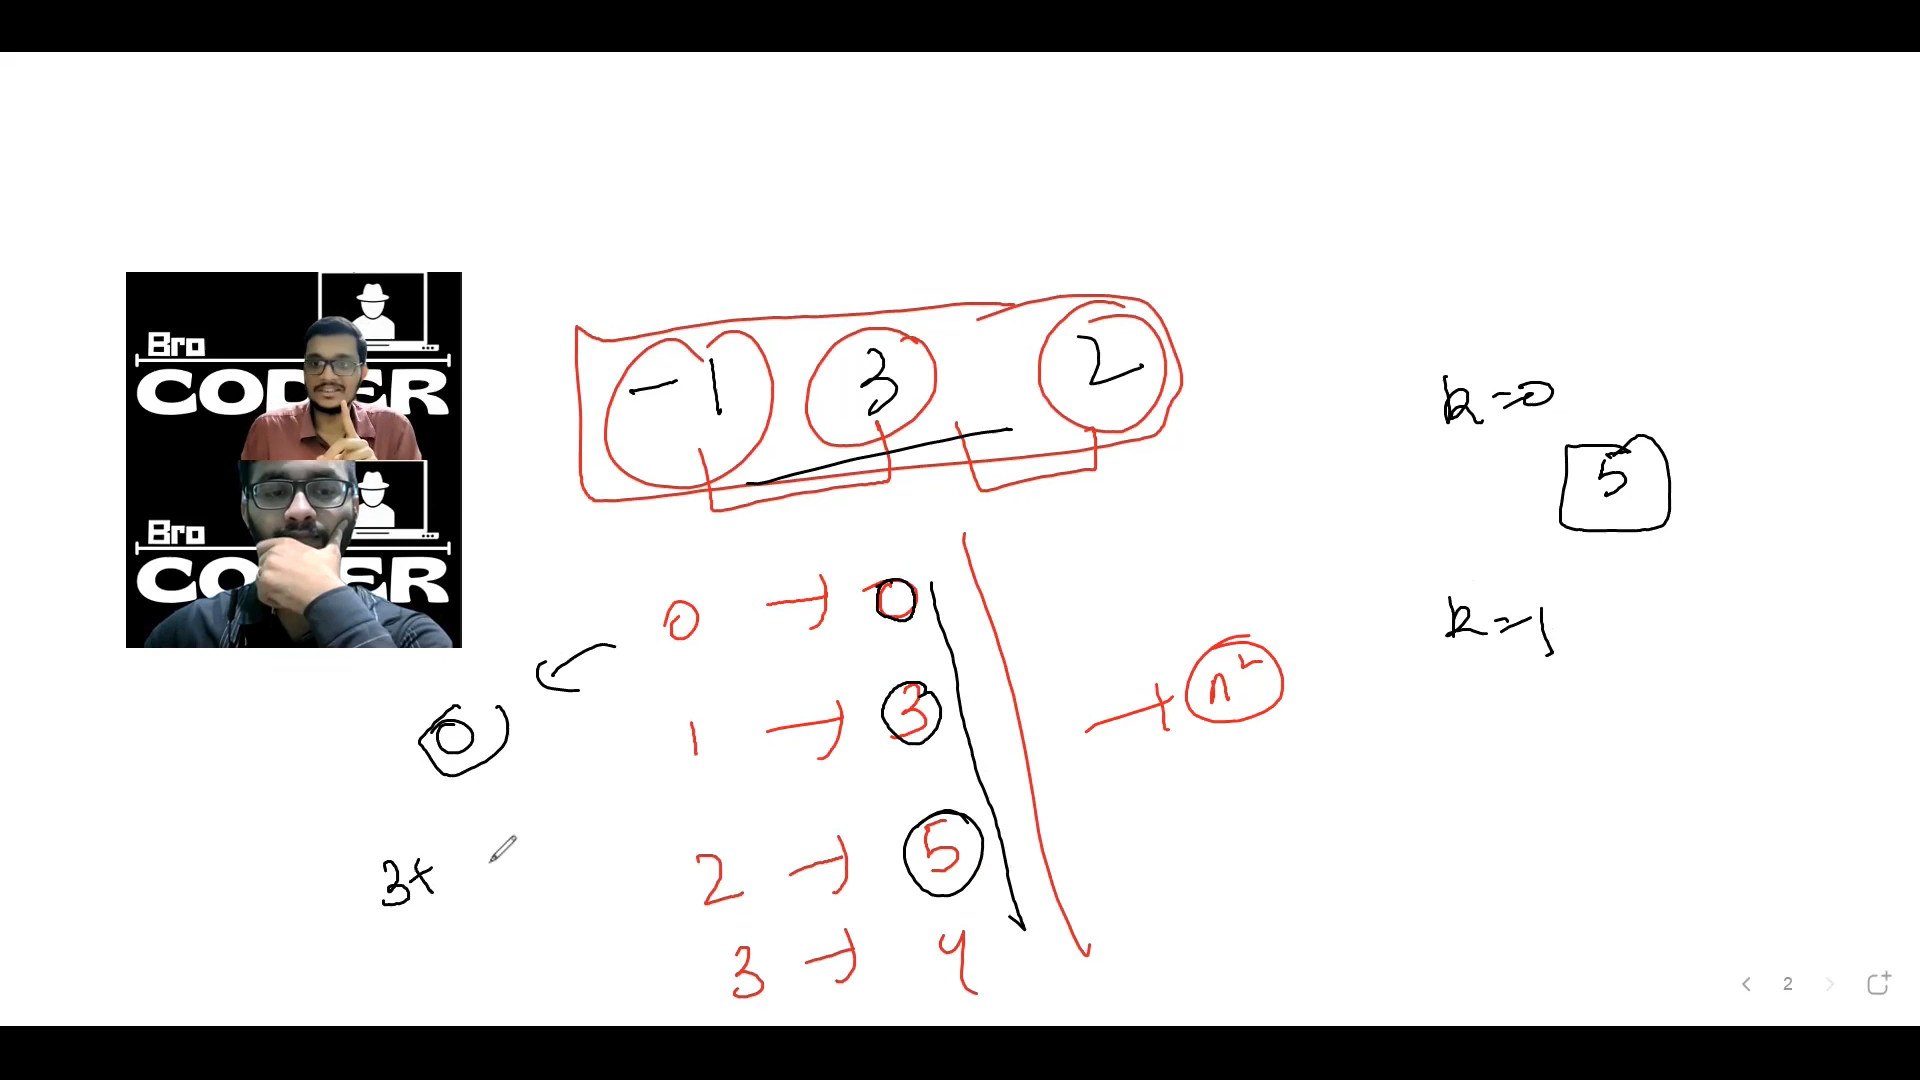 Bro
CODER
Bro
CODER
-1 3 2
k=0
5
0 → 0
1 → 3
2 → 5
3 → 4
→ n²
k=1
0
3+
2